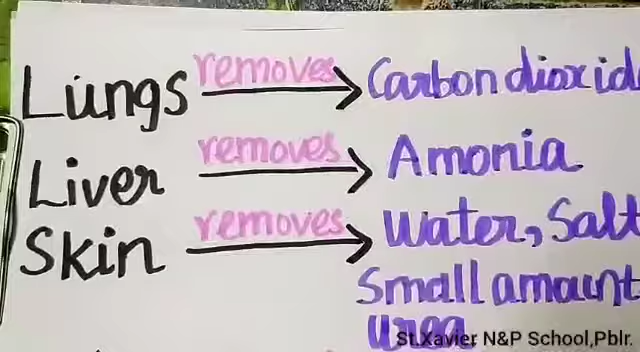 Lungs removes Carbon dioxid
Liver removes Amonia
Skin removes Water, Salt
Small amount
Urea
St.Xavier N&P School,Pblr.